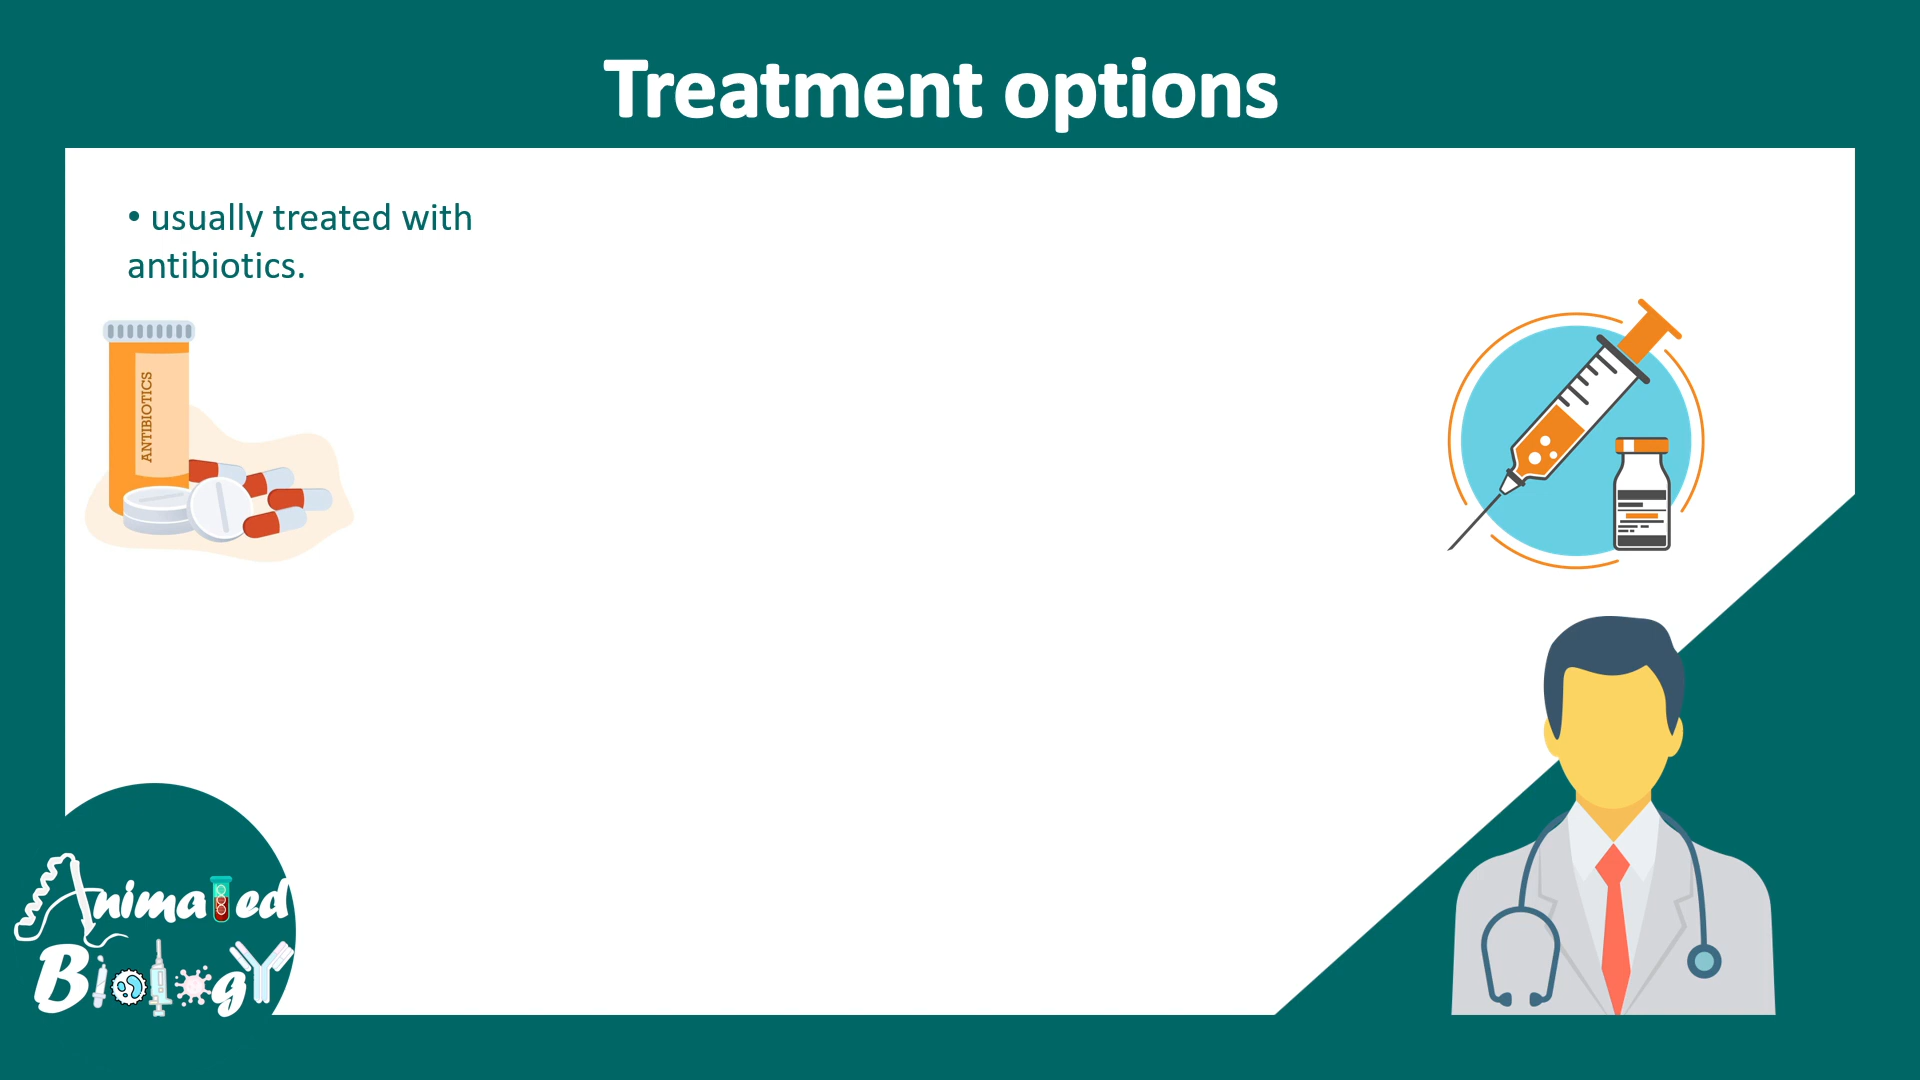 Treatment options
• usually treated with
antibiotics.
ANTIBIOTICS
Animated
Biology